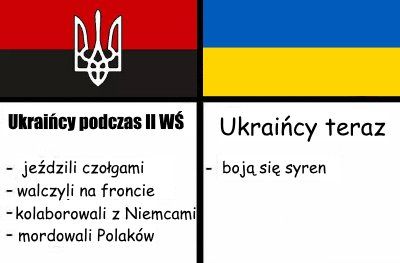 Ukraińcy podczas II WŚ
- jeździli czołgami
- walczyli na froncie
- kolaborowali z Niemcami
- mordowali Polaków
Ukraińcy teraz
- boją się syren